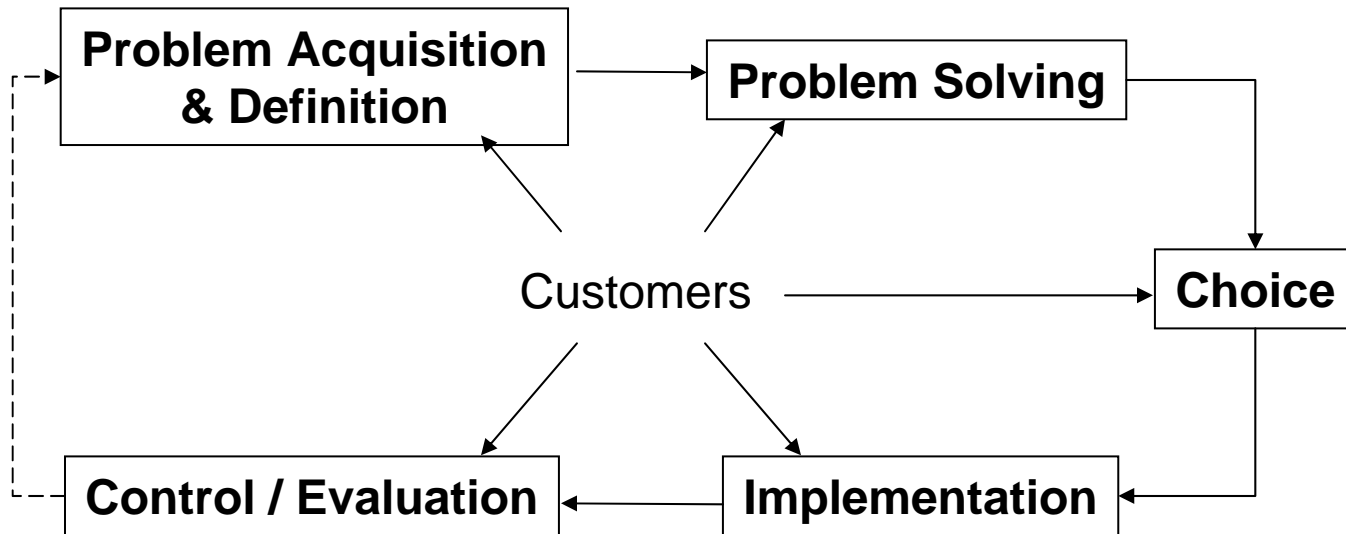 Problem Acquisition
& Definition
Problem Solving
Customers
Choice
Control / Evaluation
Implementation